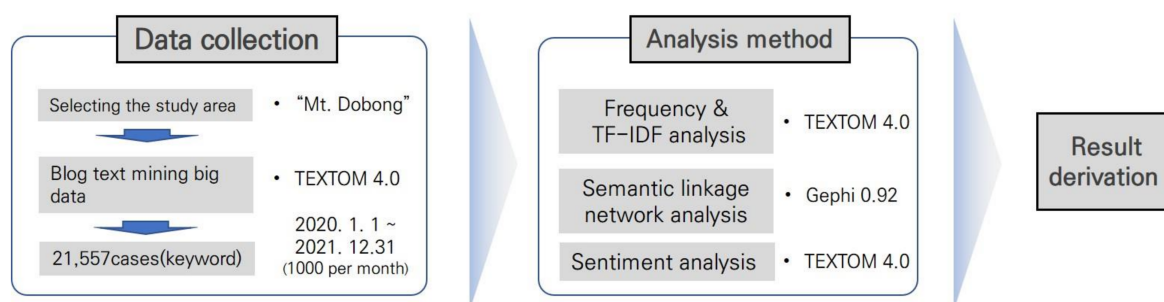 Data collection
Selecting the study area
• “Mt. Dobong”
Blog text mining big
data
• TEXTOM 4.0
2020. 1. 1 ~
2021. 12.31
(1000 per month)
21,557cases(keyword)
Analysis method
Frequency &
TF-IDF analysis
• TEXTOM 4.0
Semantic linkage
network analysis
• Gephi 0.92
Sentiment analysis
• TEXTOM 4.0
Result
derivation